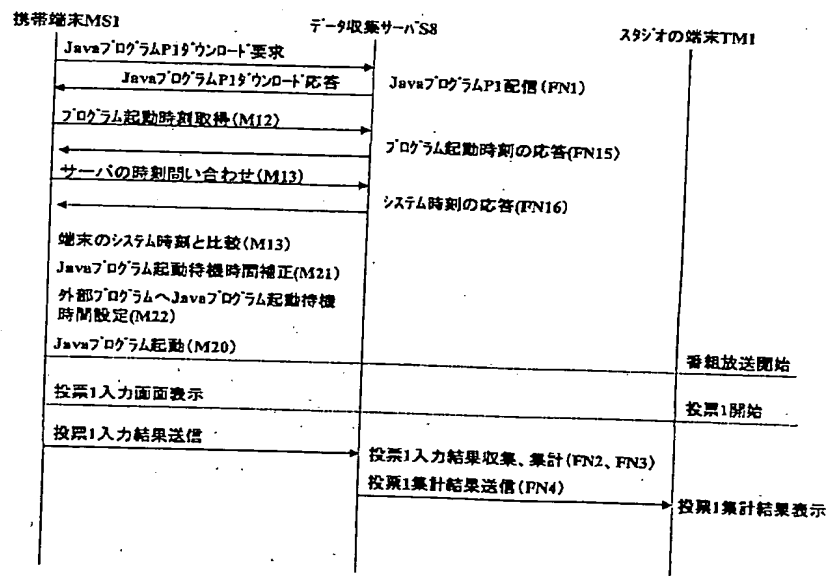 携帯端末MS1
データ収集サーバS8
スタジオの端末TM1
JavaプログラムP1ダウンロード要求
JavaプログラムP1ダウンロード応答
JavaプログラムP1配信(FN1)
プログラム起動時刻取得(M12)
プログラム起動時刻の応答(FN15)
サーバの時刻問い合わせ(M13)
システム時刻の応答(FN16)
端末のシステム時刻と比較(M13)
Javaプログラム起動待機時間補正(M21)
外部プログラムへJavaプログラム起動待機
時間設定(M22)
Javaプログラム起動(M20)
番組放送開始
投票1入力画面表示
投票1開始
投票1入力結果送信
投票1入力結果収集、集計(FN2、FN3)
投票1集計結果送信(FN4)
投票1集計結果表示